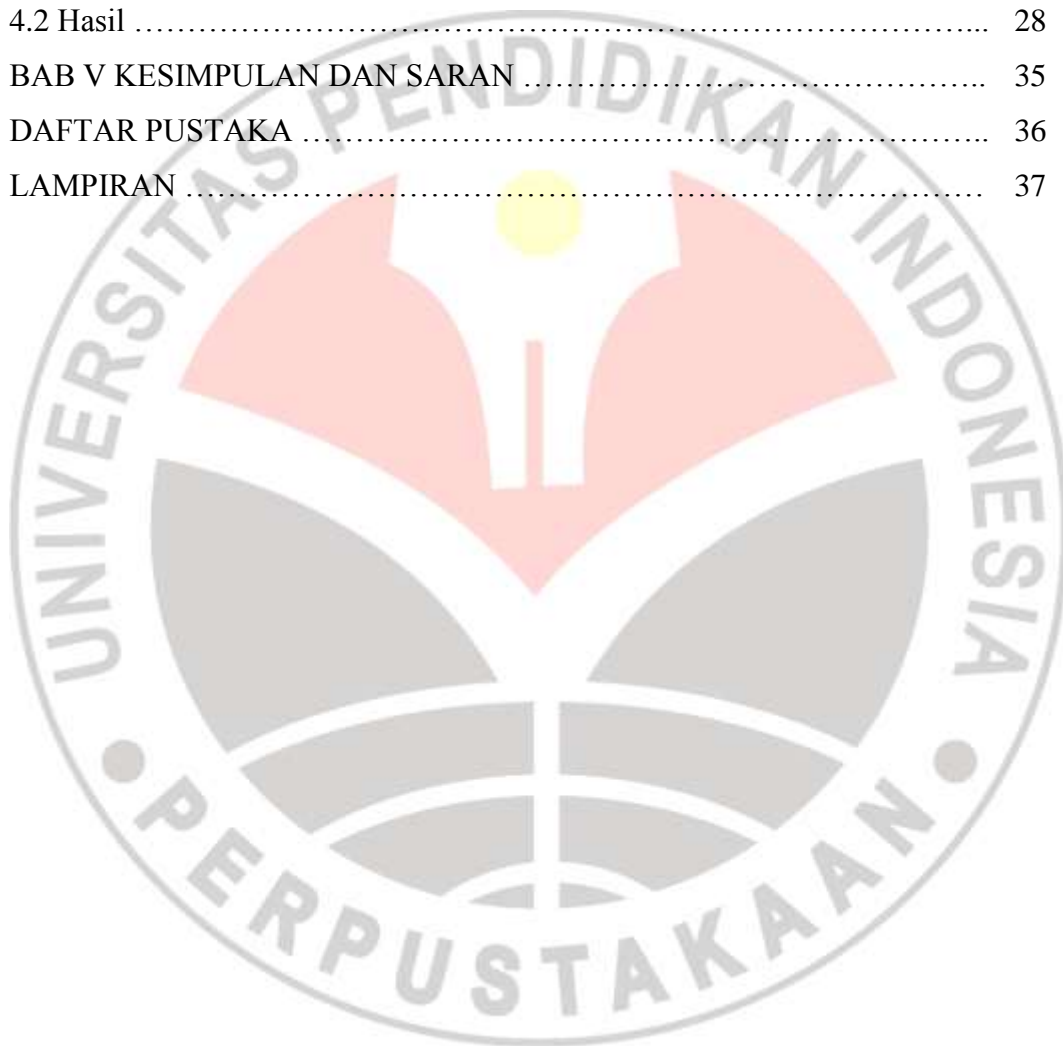 4.2 Hasil ……………………………………………………………………….... 28
BAB V KESIMPULAN DAN SARAN …………………………………….. 35
DAFTAR PUSTAKA ……………………………………………………….. 36
LAMPIRAN ………………………………………………………………… 37
UNIVERSITAS PENDIDIKAN INDONESIA
PERPUSTAKAAN